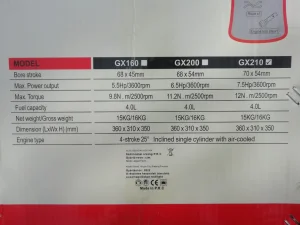 MODEL GX160 GX200 GX210
Bore stroke 68 x 45mm 68 x 54mm 70 x 54mm
Max. Power output 5.5Hp/3600rpm 6.5Hp/3600rpm 7.5Hp/3600rpm
Max. Torque 9.8N . m/2500rpm 11.2N . m/2500rpm 12N . m/2500rpm
Fuel capacity 4.0L 4.0L 4.0L
Net weight/Gross weight 15KG/16KG 15KG/16KG 15KG/16KG
Dimension (LxWx H) (mm) 360 x 310 x 350 360 x 310 x 350 360 x 310 x 350
Engine type 4-stroke 25° Inclined single cylinder with air-cooled
Made in P.R.C